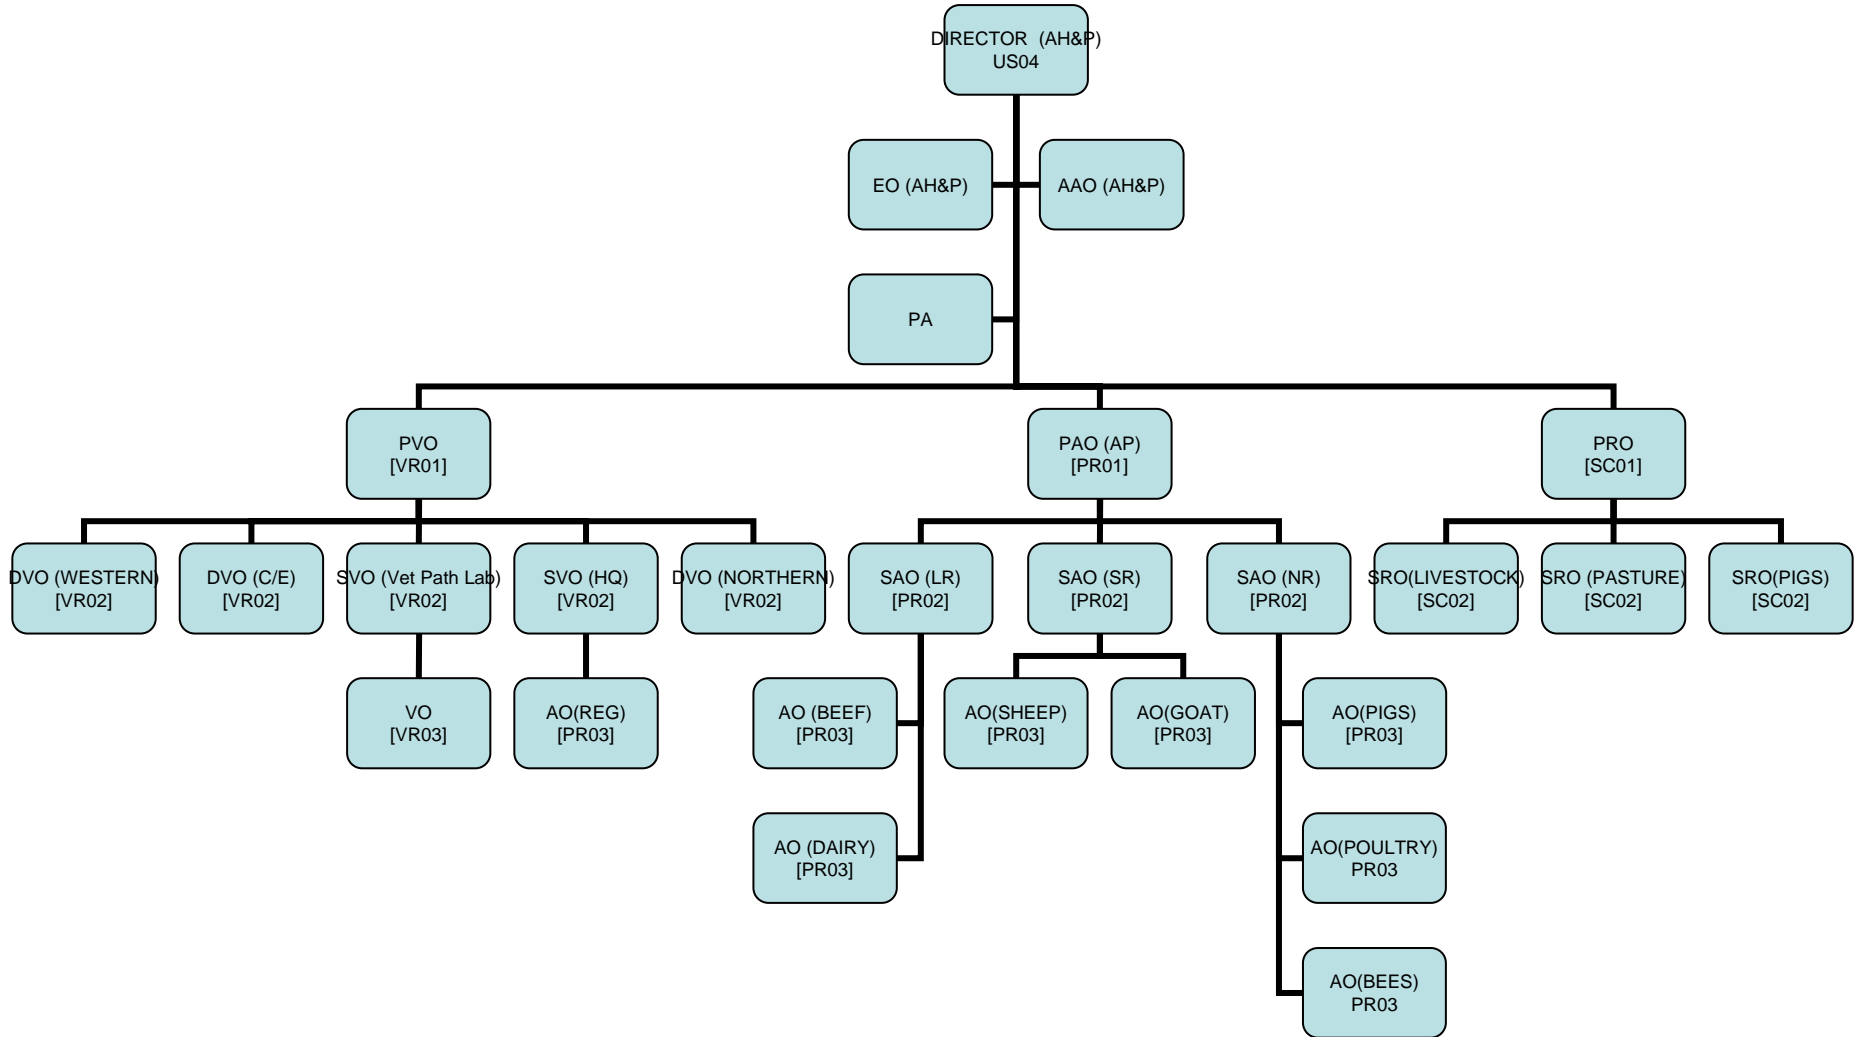 DIRECTOR  (AH&P)
US04
EO (AH&P)
AAO (AH&P)
PA
PVO
[VR01]
PAO (AP)
[PR01]
PRO
[SC01]
DVO (WESTERN)
[VR02]
DVO (C/E)
[VR02]
SVO (Vet Path Lab)
[VR02]
SVO (HQ)
[VR02]
DVO (NORTHERN)
[VR02]
SAO (LR)
[PR02]
SAO (SR)
[PR02]
SAO (NR)
[PR02]
SRO(LIVESTOCK)
[SC02]
SRO (PASTURE)
[SC02]
SRO(PIGS)
[SC02]
VO
[VR03]
AO(REG)
[PR03]
AO (BEEF)
[PR03]
AO(SHEEP)
[PR03]
AO(GOAT)
[PR03]
AO(PIGS)
[PR03]
AO (DAIRY)
[PR03]
AO(POULTRY)
PR03
AO(BEES)
PR03